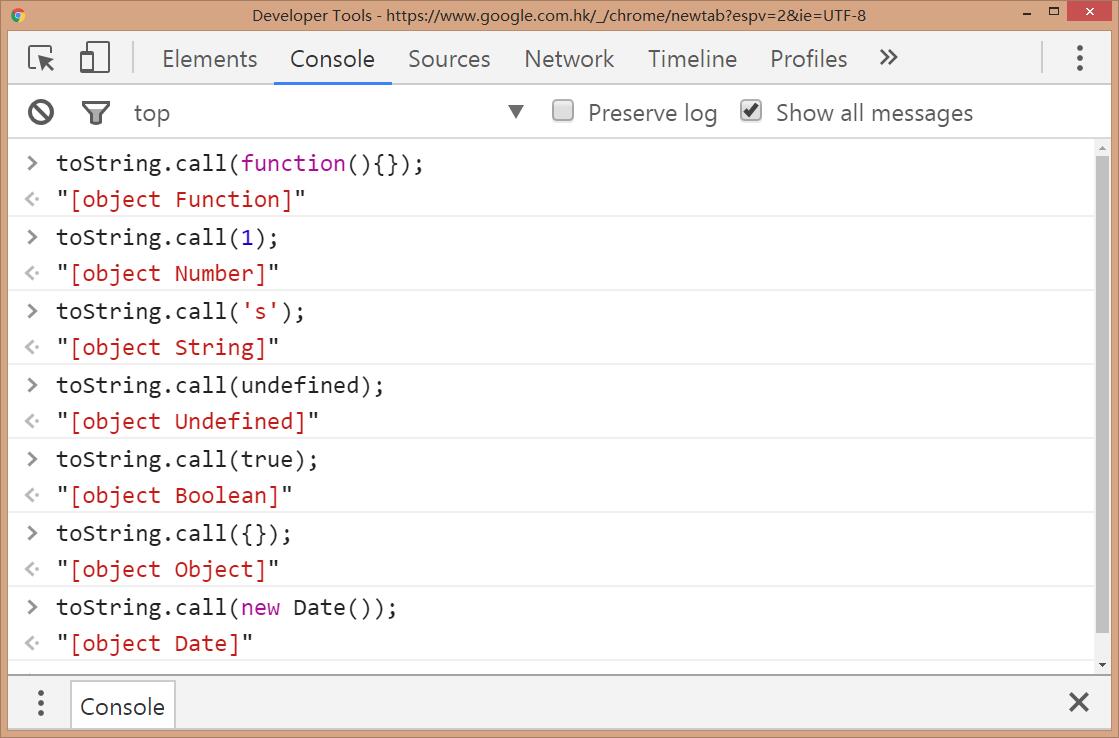 Developer Tools - https://www.google.com.hk/_/chrome/newtab?espv=2&ie=UTF-8
Elements Console Sources Network Timeline Profiles »
top ▼ Preserve log Show all messages
> toString.call(function(){});
"[object Function]"
> toString.call(1);
"[object Number]"
> toString.call('s');
"[object String]"
> toString.call(undefined);
"[object Undefined]"
> toString.call(true);
"[object Boolean]"
> toString.call({});
"[object Object]"
> toString.call(new Date());
"[object Date]"
Console